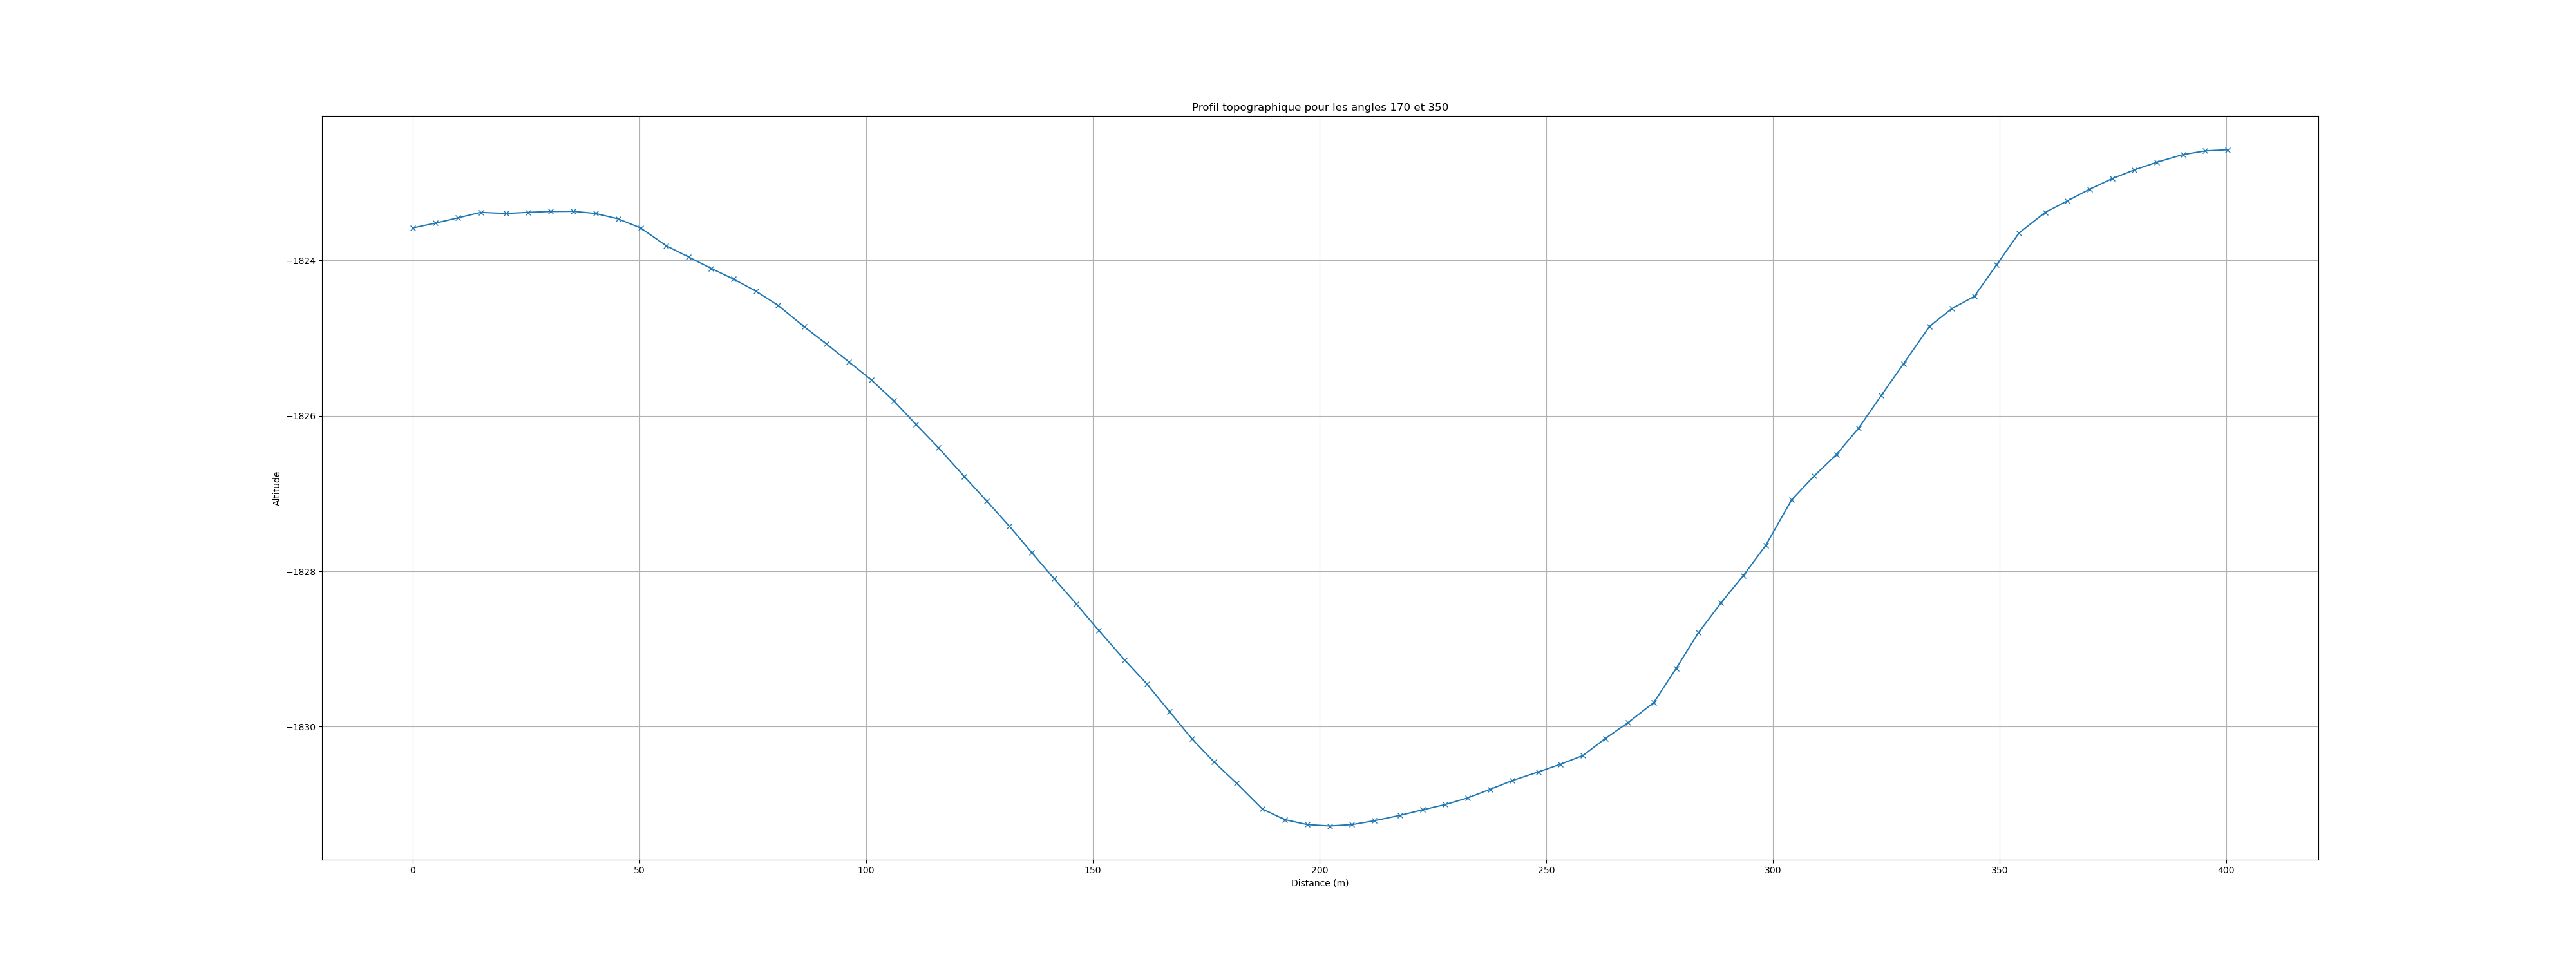 Profil topographique pour les angles 170 et 350
−1824
−1826
−1828
−1830
Altitude
0 50 100 150 200 250 300 350 400
Distance (m)